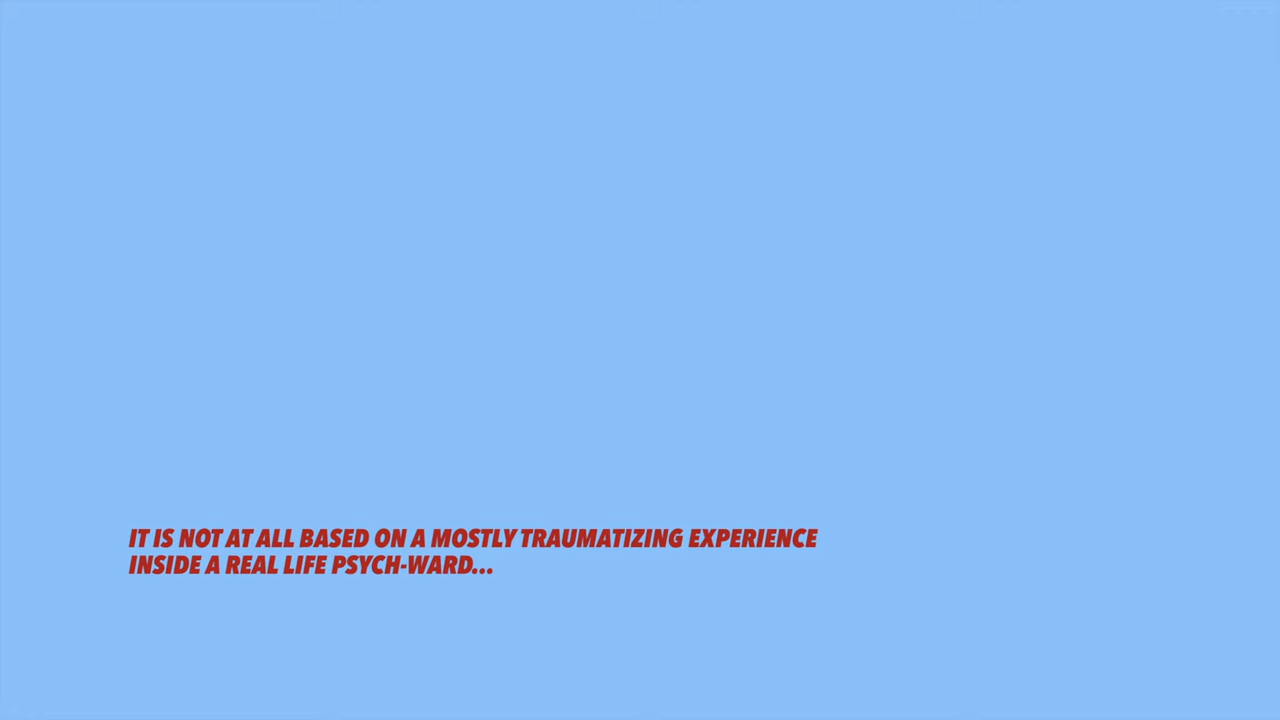 IT IS NOT AT ALL BASED ON A MOSTLY TRAUMATIZING EXPERIENCE
INSIDE A REAL LIFE PSYCH-WARD...